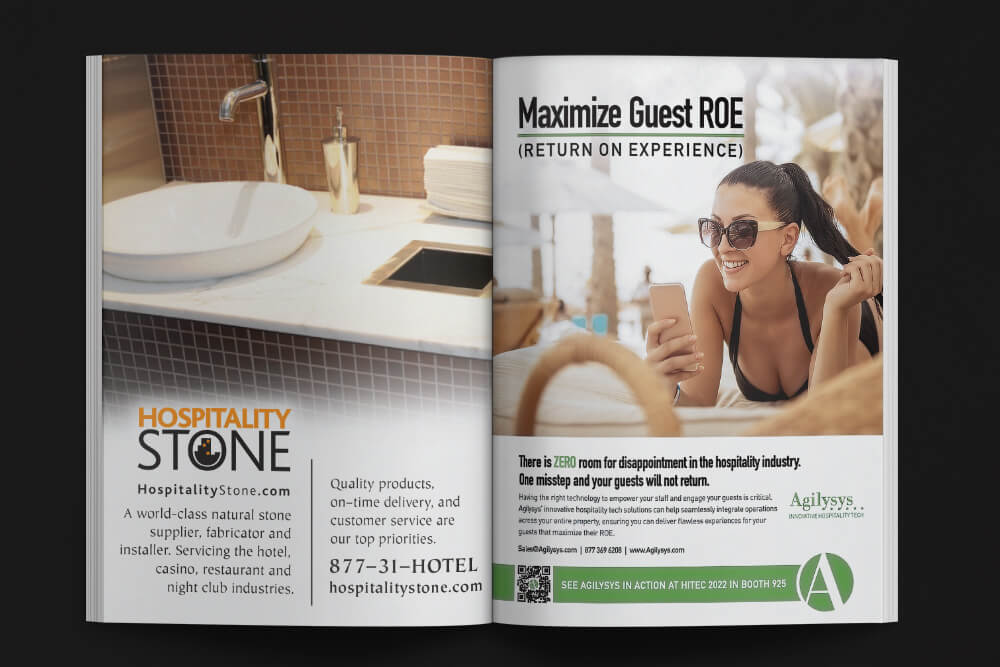 HOSPITALITY
STONE
HospitalityStone.com
A world-class natural stone
supplier, fabricator and
installer. Servicing the hotel,
casino, restaurant and
night club industries.
Quality products,
on-time delivery, and
customer service are
our top priorities.
877-31-HOTEL
hospitalitystone.com
Maximize Guest ROE
(RETURN ON EXPERIENCE)
There is ZERO room for disappointment in the hospitality industry.
One misstep and your guests will not return.
Having the right technology to empower your staff and engage your guests is critical.
Agilysys' innovative hospitality tech solutions can help seamlessly integrate operations
across your entire property, ensuring you can deliver flawless experiences for your
guests that maximize their ROE.
Sales@Agilysys.com | 877 369 6208 | www.Agilysys.com
Agilysys
INNOVATIVE HOSPITALITY TECH
SEE AGILYSYS IN ACTION AT HITEC 2022 IN BOOTH 925
A